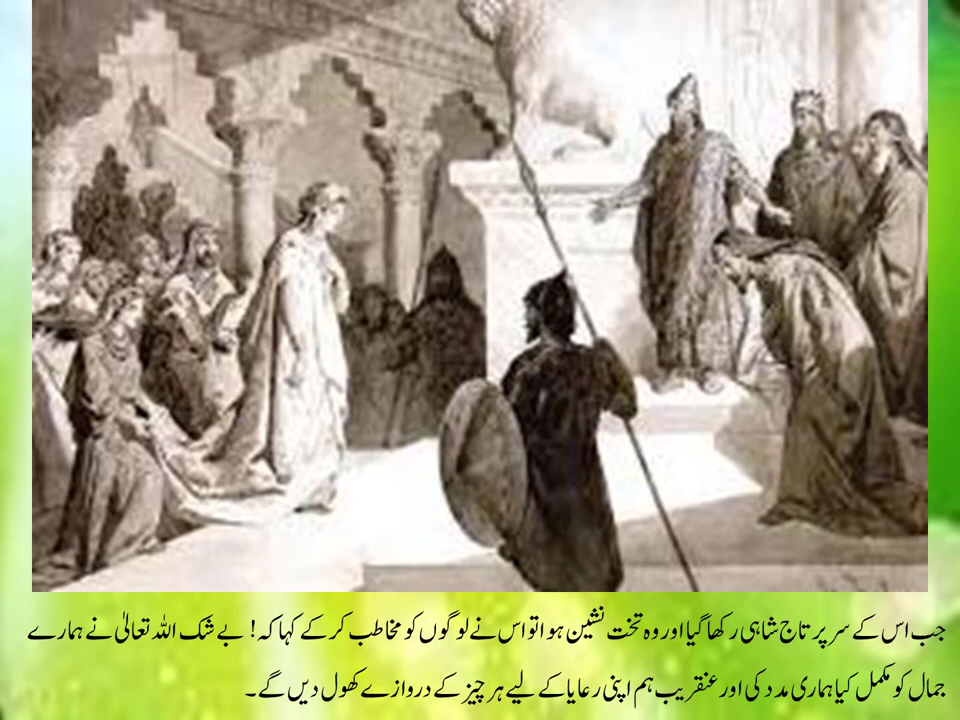 جب اس کے سر پر تاج شاہی رکھا گیا اور وہ تخت نشین ہوا تو اس نے لوگوں کو مخاطب کر کے کہا کہ! بے شک اللہ تعالیٰ نے ہمارے
جمال کو مکمل کیا ہماری مدد کی اور عنقریب ہم اپنی رعایا کے لیے ہر چیز کے دروازے کھول دیں گے۔